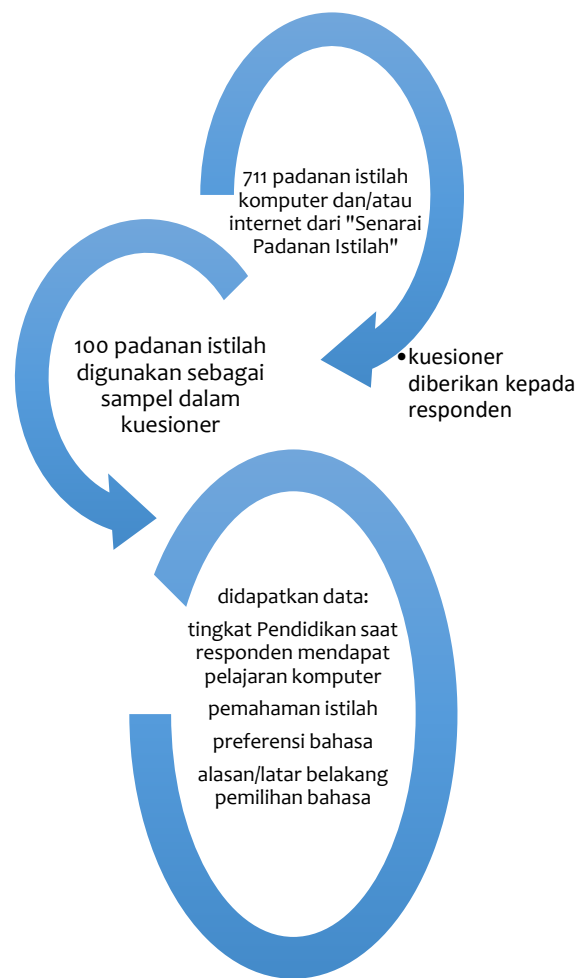 711 padanan istilah
komputer dan/atau
internet dari "Senarai
Padanan Istilah"
100 padanan istilah
digunakan sebagai
sampel dalam
kuesioner
•kuesioner
diberikan kepada
responden
didapatkan data:
tingkat Pendidikan saat
responden mendapat
pelajaran komputer
pemahaman istilah
preferensi bahasa
alasan/latar belakang
pemilihan bahasa